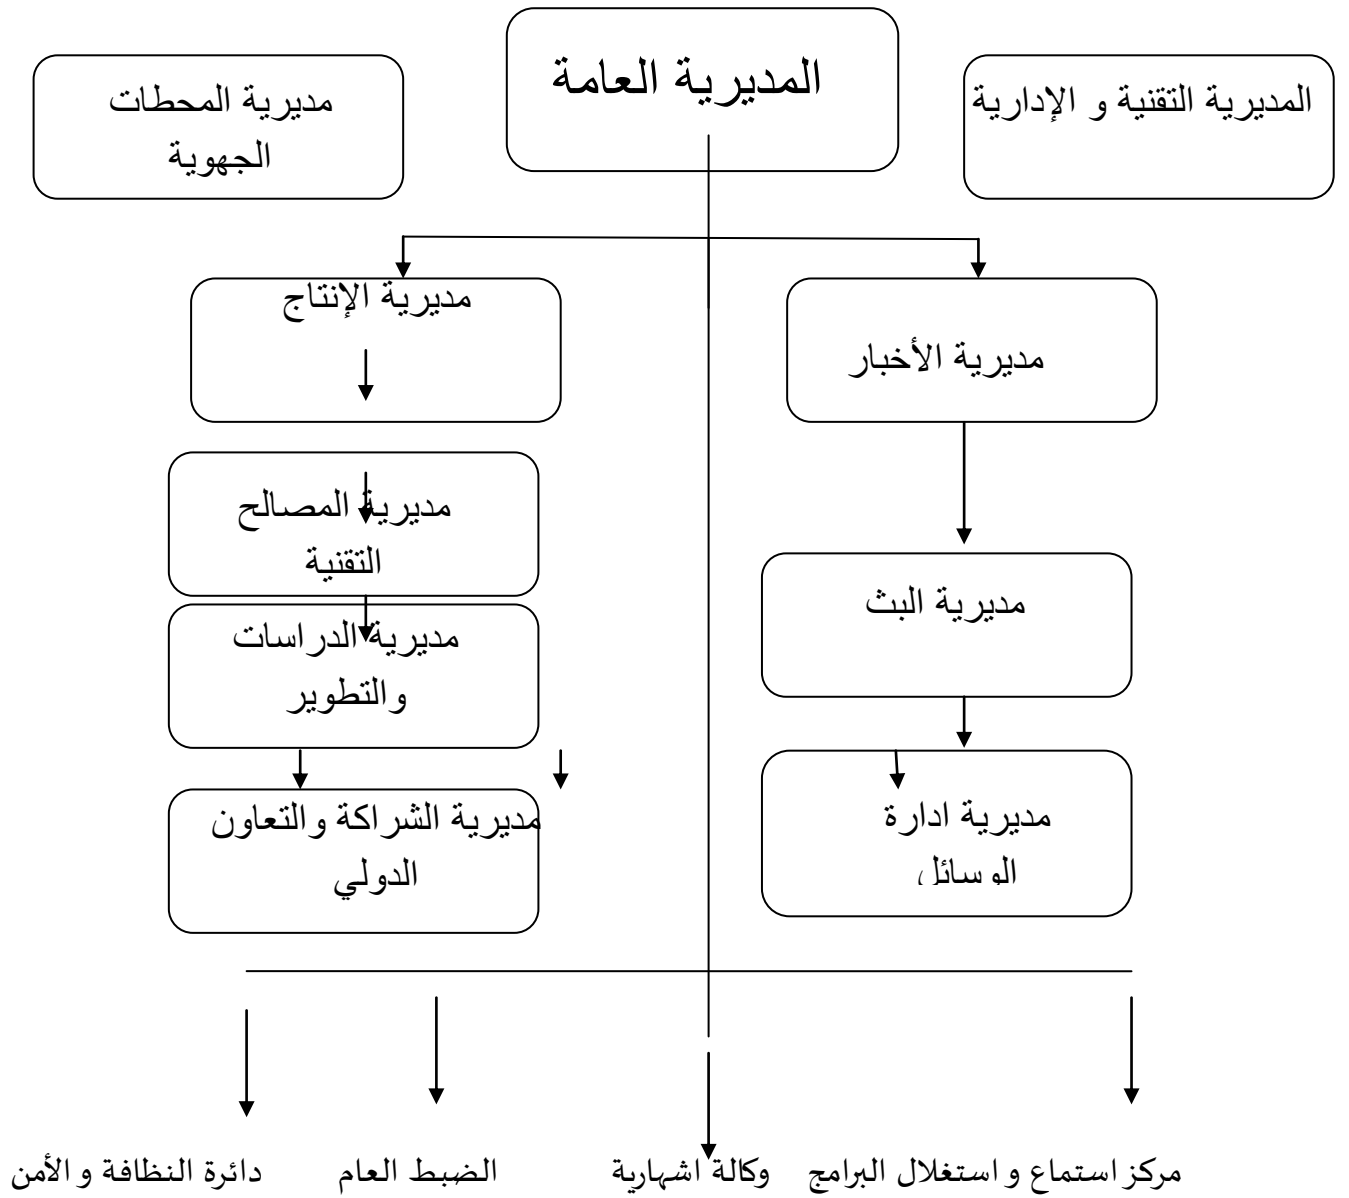 المديرية العامة
المديرية التقنية و الإدارية
مديرية المحطات
الجهوية
مديرية الأخبار
مديرية الإنتاج
مديرية المصالح
التقنية
مديرية البث
مديرية الدراسات
والتطوير
مديرية ادارة
الوسائل
مديرية الشراكة والتعاون
الدولي
مركز استماع و استغلال البرامج
وكالة اشهارية
الضبط العام
دائرة النظافة و الأمن